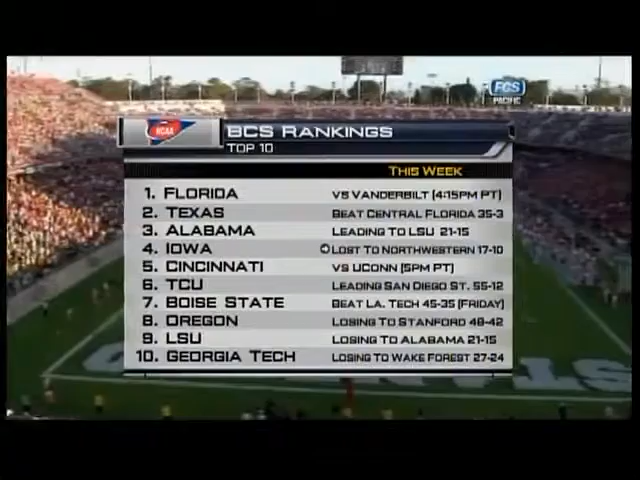 FCS
PACIFIC
NCAA
BCS RANKINGS
TOP 10
THIS WEEK
1. FLORIDA VS VANDERBILT (4:15PM PT)
2. TEXAS BEAT CENTRAL FLORIDA 35-3
3. ALABAMA LEADING TO LSU 21-15
4. IOWA LOST TO NORTHWESTERN 17-10
5. CINCINNATI VS UCONN (5PM PT)
6. TCU LEADING SAN DIEGO ST. 55-12
7. BOISE STATE BEAT LA. TECH 45-35 (FRIDAY)
8. OREGON LOSING TO STANFORD 48-42
9. LSU LOSING TO ALABAMA 21-15
10. GEORGIA TECH LOSING TO WAKE FOREST 27-24